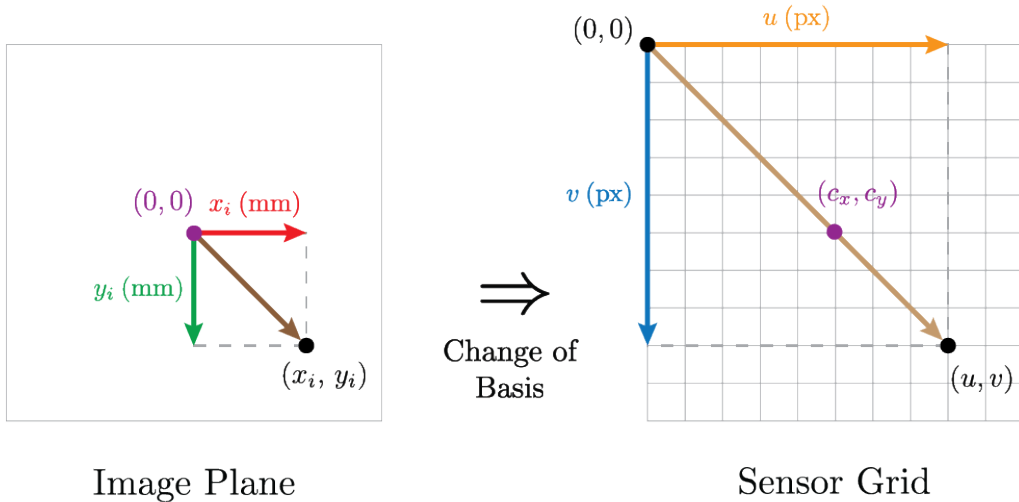 u (px)
(0, 0)
(0, 0)
x_i (mm)
v (px)
(c_x, c_y)
y_i (mm)
⇒
Change of
Basis
(x_i, y_i)
(u, v)
Image Plane
Sensor Grid